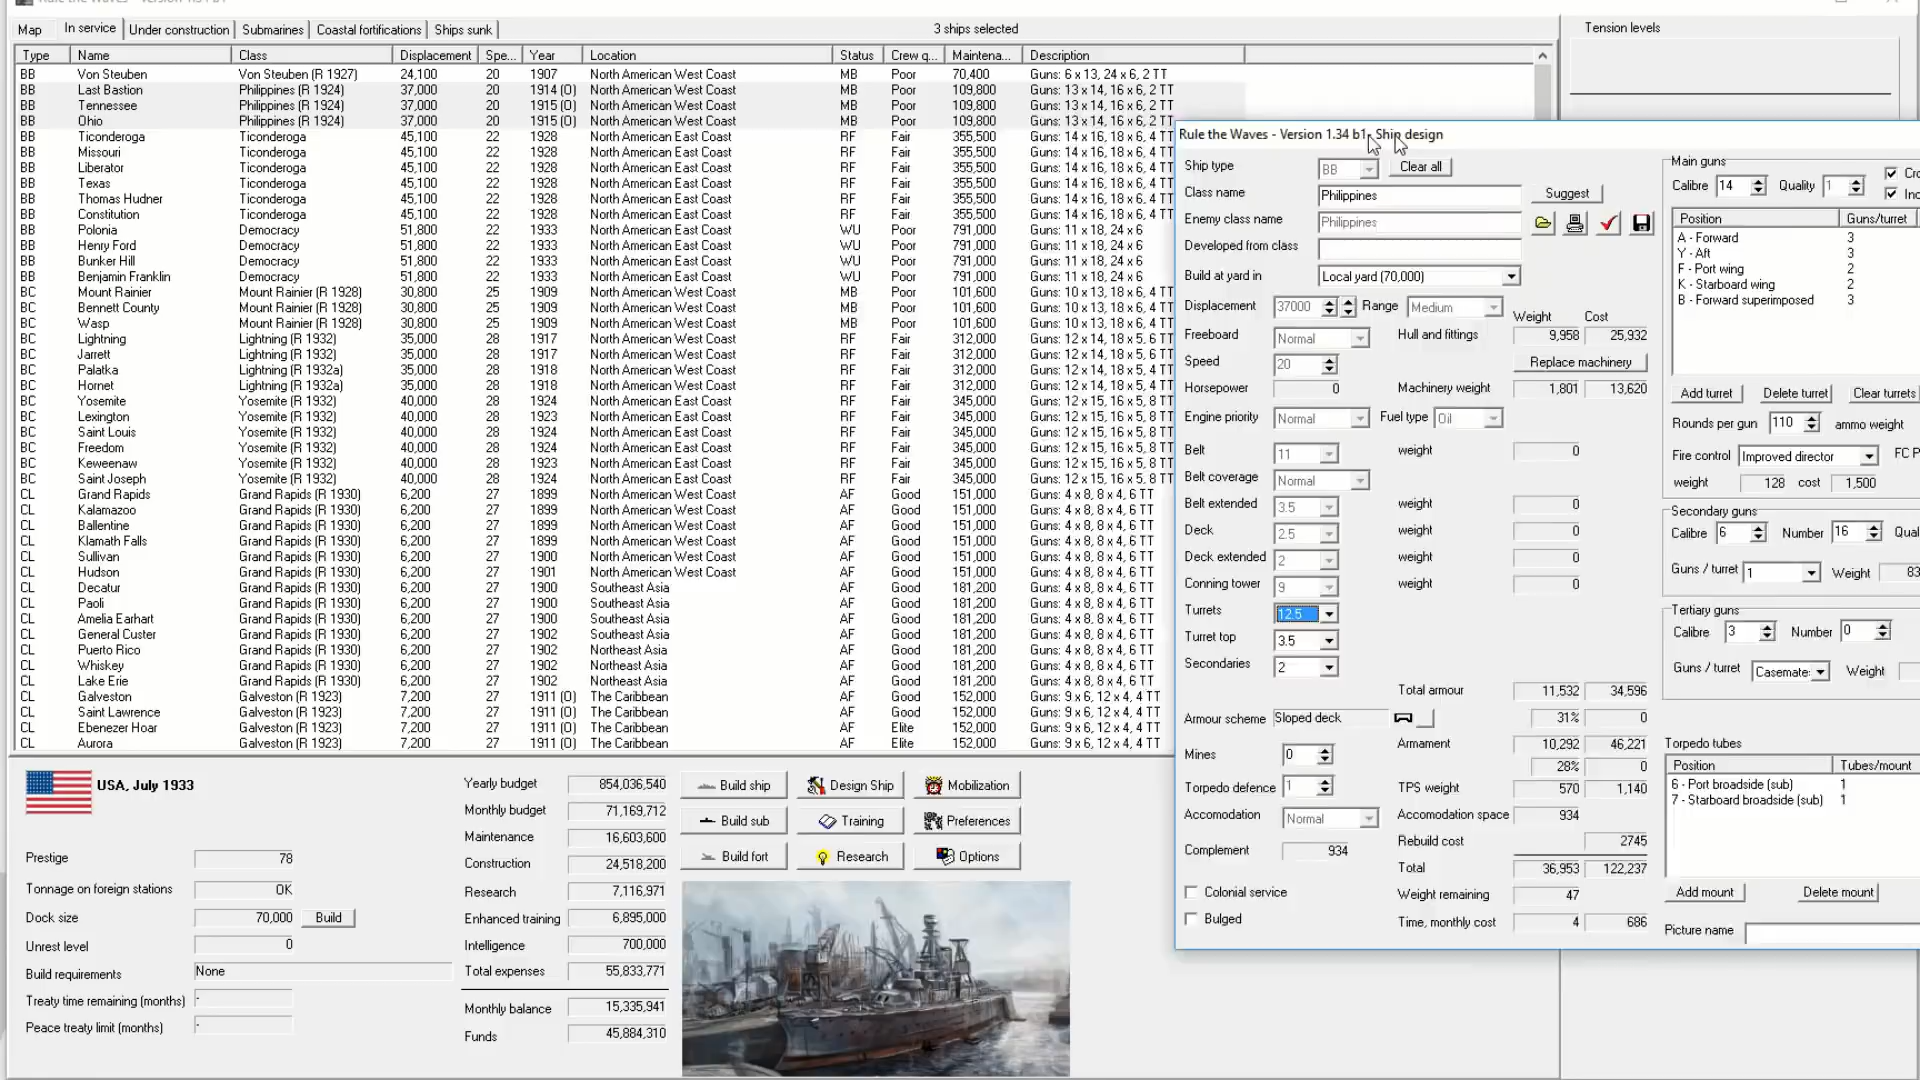 Rule the Waves - Version 1.34 b1
Map In service Under construction Submarines Coastal fortifications Ships sunk 3 ships selected Tension levels
Type Name Class Displacement Spe... Year Location Status Crew q... Maintena... Description
BB Von Steuben Von Steuben (R 1927) 24,100 20 1907 North American West Coast MB Poor 70,400 Guns: 6 x 13, 24 x 6, 2 TT
BB Last Bastion Philippines (R 1924) 37,000 20 1914 (O) North American West Coast MB Poor 109,800 Guns: 13 x 14, 16 x 6, 2 TT
BB Tennessee Philippines (R 1924) 37,000 20 1915 (O) North American West Coast MB Poor 109,800 Guns: 13 x 14, 16 x 6, 2 TT
BB Ohio Philippines (R 1924) 37,000 20 1915 (O) North American West Coast MB Poor 109,800 Guns: 13 x 14, 16 x 6, 2 TT
BB Ticonderoga Ticonderoga 45,100 22 1928 North American East Coast RF Fair 355,500 Guns: 14 x 16, 18 x 6, 4 TT
BB Missouri Ticonderoga 45,100 22 1928 North American East Coast RF Fair 355,500 Guns: 14 x 16, 18 x 6, 4 TT
BB Liberator Ticonderoga 45,100 22 1928 North American East Coast RF Fair 355,500 Guns: 14 x 16, 18 x 6, 4 TT
BB Texas Ticonderoga 45,100 22 1928 North American East Coast RF Fair 355,500 Guns: 14 x 16, 18 x 6, 4 TT
BB Thomas Hudner Ticonderoga 45,100 22 1928 North American East Coast RF Fair 355,500 Guns: 14 x 16, 18 x 6, 4 TT
BB Constitution Ticonderoga 45,100 22 1928 North American East Coast RF Fair 355,500 Guns: 14 x 16, 18 x 6, 4 TT
BB Polonia Democracy 51,800 22 1933 North American East Coast WU Poor 791,000 Guns: 11 x 18, 24 x 6
BB Henry Ford Democracy 51,800 22 1933 North American East Coast WU Poor 791,000 Guns: 11 x 18, 24 x 6
BB Bunker Hill Democracy 51,800 22 1933 North American East Coast WU Poor 791,000 Guns: 11 x 18, 24 x 6
BB Benjamin Franklin Democracy 51,800 22 1933 North American East Coast WU Poor 791,000 Guns: 11 x 18, 24 x 6
BC Mount Rainier Mount Rainier (R 1928) 30,800 25 1909 North American West Coast MB Poor 101,600 Guns: 10 x 13, 18 x 6, 4 TT
BC Bennett County Mount Rainier (R 1928) 30,800 25 1909 North American West Coast MB Poor 101,600 Guns: 10 x 13, 18 x 6, 4 TT
BC Wasp Mount Rainier (R 1928) 30,800 25 1909 North American West Coast MB Poor 101,600 Guns: 10 x 13, 18 x 6, 4 TT
BC Lightning Lightning (R 1932) 35,000 28 1917 North American East Coast RF Fair 312,000 Guns: 12 x 14, 18 x 5, 6 TT
BC Jarrett Lightning (R 1932) 35,000 28 1917 North American East Coast RF Fair 312,000 Guns: 12 x 14, 18 x 5, 6 TT
BC Palatka Lightning (R 1932a) 35,000 28 1918 North American East Coast RF Fair 312,000 Guns: 12 x 14, 18 x 5, 4 TT
BC Hornet Lightning (R 1932a) 35,000 28 1918 North American East Coast RF Fair 312,000 Guns: 12 x 14, 18 x 5, 4 TT
BC Yosemite Yosemite (R 1932) 40,000 28 1923 North American East Coast RF Fair 345,000 Guns: 12 x 15, 16 x 5, 8 TT
BC Lexington Yosemite (R 1932) 40,000 28 1923 North American East Coast RF Fair 345,000 Guns: 12 x 15, 16 x 5, 8 TT
BC Saint Louis Yosemite (R 1932) 40,000 28 1924 North American East Coast RF Fair 345,000 Guns: 12 x 15, 16 x 5, 8 TT
BC Freedom Yosemite (R 1932) 40,000 28 1924 North American East Coast RF Fair 345,000 Guns: 12 x 15, 16 x 5, 8 TT
BC Keweenaw Yosemite (R 1932) 40,000 28 1923 North American East Coast RF Fair 345,000 Guns: 12 x 15, 16 x 5, 8 TT
BC Saint Joseph Yosemite (R 1932) 40,000 28 1924 North American East Coast RF Fair 345,000 Guns: 12 x 15, 16 x 5, 8 TT
CL Grand Rapids Grand Rapids (R 1930) 6,200 27 1899 North American West Coast AF Good 151,000 Guns: 4 x 8, 8 x 4, 6 TT
CL Kalamazoo Grand Rapids (R 1930) 6,200 27 1899 North American West Coast AF Good 151,000 Guns: 4 x 8, 8 x 4, 6 TT
CL Ballentine Grand Rapids (R 1930) 6,200 27 1899 North American West Coast AF Good 151,000 Guns: 4 x 8, 8 x 4, 6 TT
CL Klamath Falls Grand Rapids (R 1930) 6,200 27 1899 North American West Coast AF Good 151,000 Guns: 4 x 8, 8 x 4, 6 TT
CL Sullivan Grand Rapids (R 1930) 6,200 27 1900 North American West Coast AF Good 151,000 Guns: 4 x 8, 8 x 4, 6 TT
CL Hudson Grand Rapids (R 1930) 6,200 27 1901 North American West Coast AF Good 151,000 Guns: 4 x 8, 8 x 4, 6 TT
CL Decatur Grand Rapids (R 1930) 6,200 27 1900 Southeast Asia AF Good 181,200 Guns: 4 x 8, 8 x 4, 6 TT
CL Paoli Grand Rapids (R 1930) 6,200 27 1900 Southeast Asia AF Good 181,200 Guns: 4 x 8, 8 x 4, 6 TT
CL Amelia Earhart Grand Rapids (R 1930) 6,200 27 1900 Southeast Asia AF Good 181,200 Guns: 4 x 8, 8 x 4, 6 TT
CL General Custer Grand Rapids (R 1930) 6,200 27 1902 Southeast Asia AF Good 181,200 Guns: 4 x 8, 8 x 4, 6 TT
CL Puerto Rico Grand Rapids (R 1930) 6,200 27 1902 Northeast Asia AF Good 181,200 Guns: 4 x 8, 8 x 4, 6 TT
CL Whiskey Grand Rapids (R 1930) 6,200 27 1902 Southeast Asia AF Good 181,200 Guns: 4 x 8, 8 x 4, 6 TT
CL Lake Erie Grand Rapids (R 1930) 6,200 27 1902 Northeast Asia AF Good 181,200 Guns: 4 x 8, 8 x 4, 6 TT
CL Galveston Galveston (R 1923) 7,200 27 1911 (O) The Caribbean AF Good 152,000 Guns: 9 x 6, 12 x 4, 4 TT
CL Saint Lawrence Galveston (R 1923) 7,200 27 1911 (O) The Caribbean AF Good 152,000 Guns: 9 x 6, 12 x 4, 4 TT
CL Ebenezer Hoar Galveston (R 1923) 7,200 27 1911 (O) The Caribbean AF Elite 152,000 Guns: 9 x 6, 12 x 4, 4 TT
CL Aurora Galveston (R 1923) 7,200 27 1911 (O) The Caribbean AF Elite 152,000 Guns: 9 x 6, 12 x 4, 4 TT
USA, July 1933
Prestige 78
Tonnage on foreign stations OK
Dock size 70,000 Build
Unrest level 0
Build requirements None
Treaty time remaining (months) -
Peace treaty limit (months) -
Yearly budget 854,036,540
Monthly budget 71,169,712
Maintenance 16,603,600
Construction 24,518,200
Research 7,116,971
Enhanced training 6,895,000
Intelligence 700,000
Total expenses 55,833,771
Monthly balance 15,335,941
Funds 45,884,310
Build ship Design Ship Mobilization
Build sub Training Preferences
Build fort Research Options
Rule the Waves - Version 1.34 b1- Ship design
Ship type BB Clear all
Class name Philippines Suggest
Enemy class name Philippines
Developed from class
Build at yard in Local yard (70,000)
Displacement 37000 Range Medium Weight Cost
Freeboard Normal Hull and fittings 9,958 25,932
Speed 20 Replace machinery
Horsepower 0 Machinery weight 1,801 13,620
Engine priority Normal Fuel type Oil
Belt 11 weight 0
Belt coverage Normal
Belt extended 3.5 weight 0
Deck 2.5 weight 0
Deck extended 2 weight 0
Conning tower 9 weight 0
Turrets 12.5
Turret top 3.5
Secondaries 2
Total armour 11,532 34,596
Armour scheme Sloped deck 31% 0
Mines 0 Armament 10,292 46,221
28% 0
Torpedo defence 1 TPS weight 570 1,140
Accomodation Normal Accomodation space 934
Complement 934 Rebuild cost 2745
Total 36,953 122,237
Colonial service Weight remaining 47
Bulged Time, monthly cost 4 686
Main guns
Calibre 14 Quality 1
Position Guns/turret
A - Forward 3
Y - Aft 3
F - Port wing 2
K - Starboard wing 2
B - Forward superimposed 3
Add turret Delete turret Clear turrets
Rounds per gun 110 ammo weight
Fire control Improved director FC P
weight 128 cost 1,500
Secondary guns
Calibre 6 Number 16 Qual
Guns / turret 1 Weight 83
Tertiary guns
Calibre 3 Number 0
Guns / turret Casemate: Weight
Torpedo tubes
Position Tubes/mount
6 - Port broadside (sub) 1
7 - Starboard broadside (sub) 1
Add mount Delete mount
Picture name